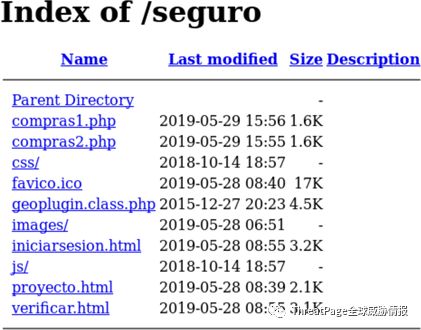 Index of /seguro
Name Last modified Size Description
Parent Directory -
compras1.php 2019-05-29 15:56 1.6K
compras2.php 2019-05-29 15:55 1.6K
css/ 2018-10-14 18:57 -
favico.ico 2019-05-28 08:40 17K
geoplugin.class.php 2015-12-27 20:23 4.5K
images/ 2019-05-28 06:51 -
iniciarsesion.html 2019-05-28 08:55 3.2K
js/ 2018-10-14 18:57 -
proyecto.html 2019-05-28 08:39 2.1K
verificar.html 2019-05-28 3.1K
ThreatPage全球威胁情报